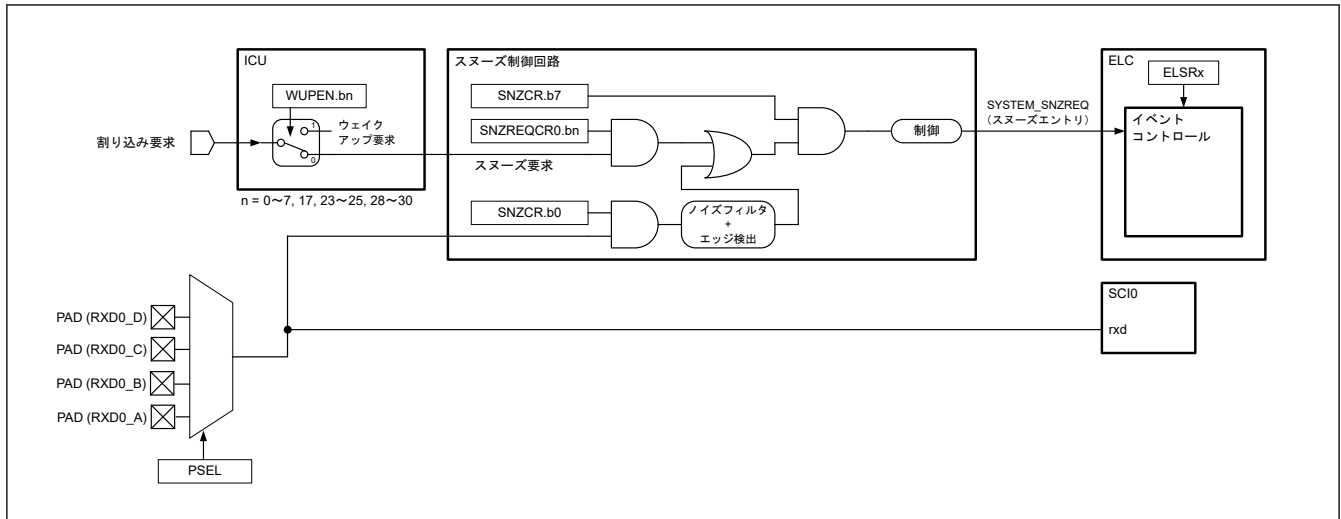 ICU
WUPEN.bn
1
ウェイク
アップ要求
0
割り込み要求
n = 0～7, 17, 23～25, 28～30
スヌーズ制御回路
SNZCR.b7
SNZREQCR0.bn
スヌーズ要求
SNZCR.b0
ノイズフィルタ
+
エッジ検出
制御
SYSTEM_SNZREQ
（スヌーズエントリ）
ELC
ELSRx
イベント
コントロール
PAD (RXD0_D)
PAD (RXD0_C)
PAD (RXD0_B)
PAD (RXD0_A)
PSEL
SCI0
rxd